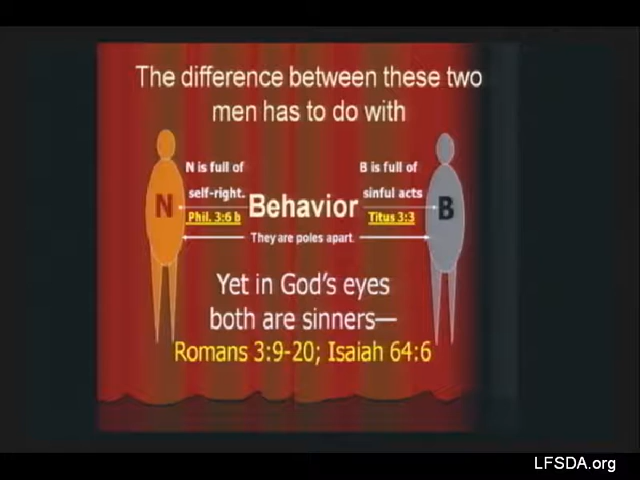 The difference between these two
men has to do with
N is full of
self-right.
Phil. 3:6 b
N
Behavior
They are poles apart.
B is full of
sinful acts
Titus 3:3
B
Yet in God's eyes
both are sinners—
Romans 3:9-20; Isaiah 64:6
LFSDA.org